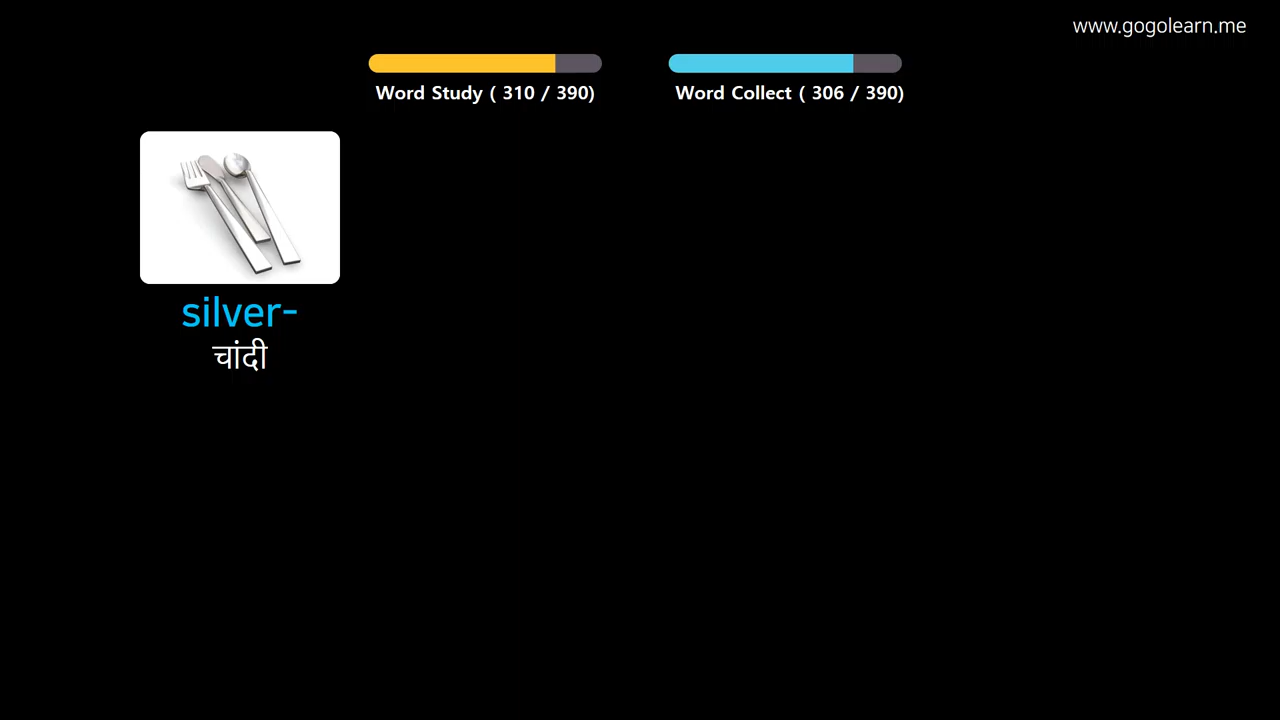 www.gogolearn.me
Word Study ( 310 / 390)
Word Collect ( 306 / 390)
silver-
चांदी